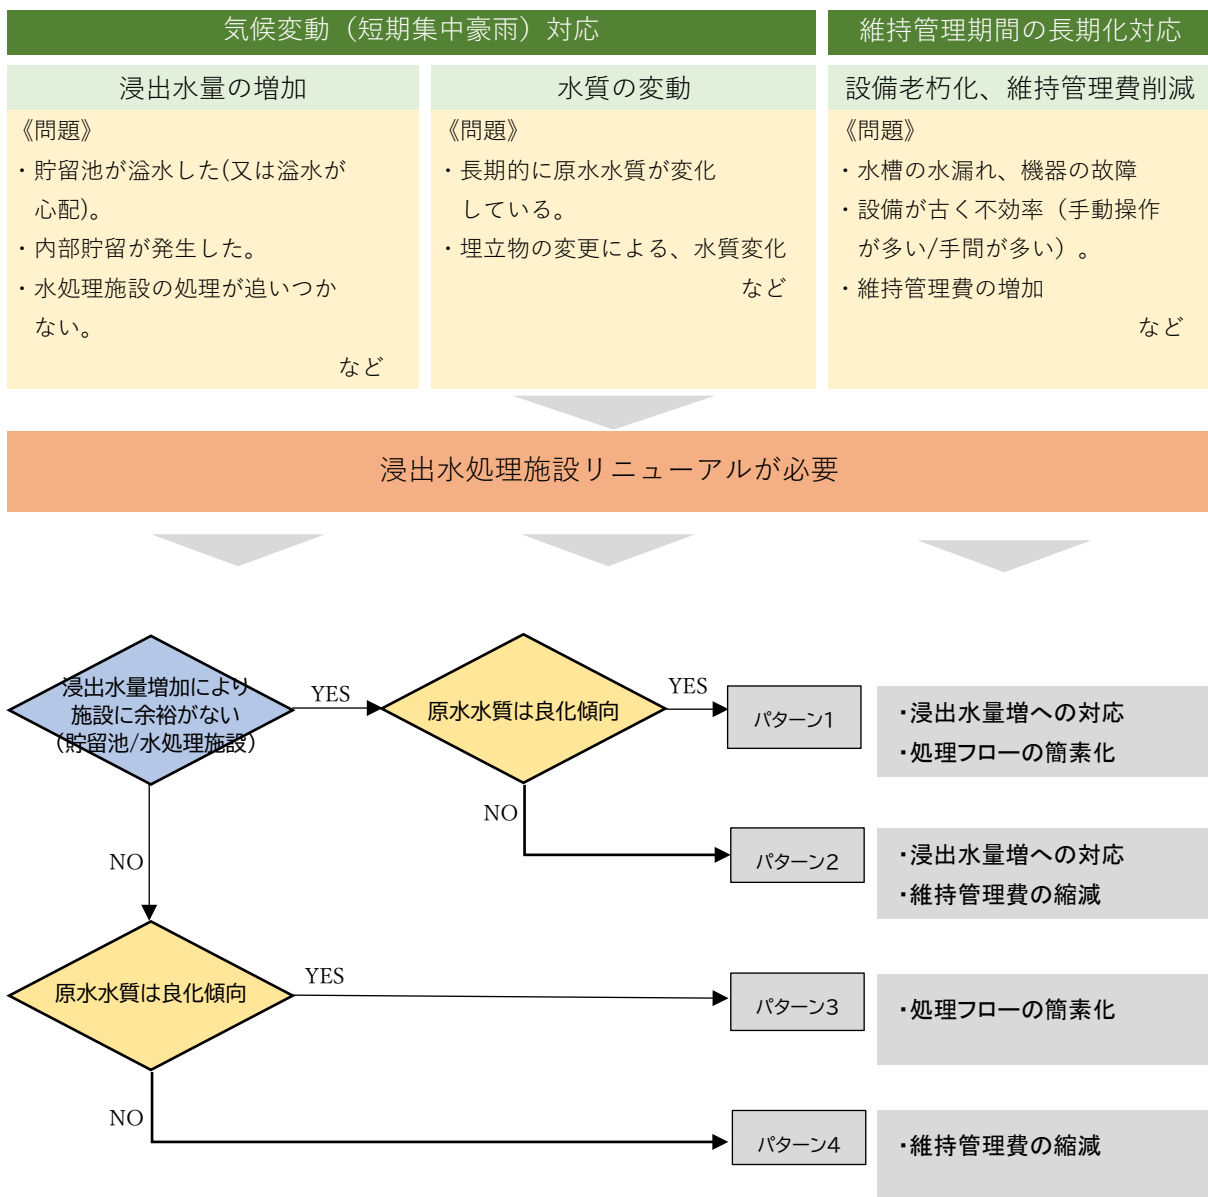 気候変動（短期集中豪雨）対応
維持管理期間の長期化対応
浸出水量の増加
《問題》
・貯留池が溢水した(又は溢水が
心配)。
・内部貯留が発生した。
・水処理施設の処理が追いつか
ない。
など
水質の変動
《問題》
・長期的に原水水質が変化
している。
・埋立物の変更による、水質変化
など
設備老朽化、維持管理費削減
《問題》
・水槽の水漏れ、機器の故障
・設備が古く不効率（手動操作
が多い/手間が多い）。
・維持管理費の増加
など
浸出水処理施設リニューアルが必要
浸出水量増加により
施設に余裕がない
（貯留池/水処理施設）
YES
原水水質は良化傾向
YES
パターン1
・浸出水量増への対応
・処理フローの簡素化
NO
パターン2
・浸出水量増への対応
・維持管理費の縮減
NO
原水水質は良化傾向
YES
パターン3
・処理フローの簡素化
NO
パターン4
・維持管理費の縮減